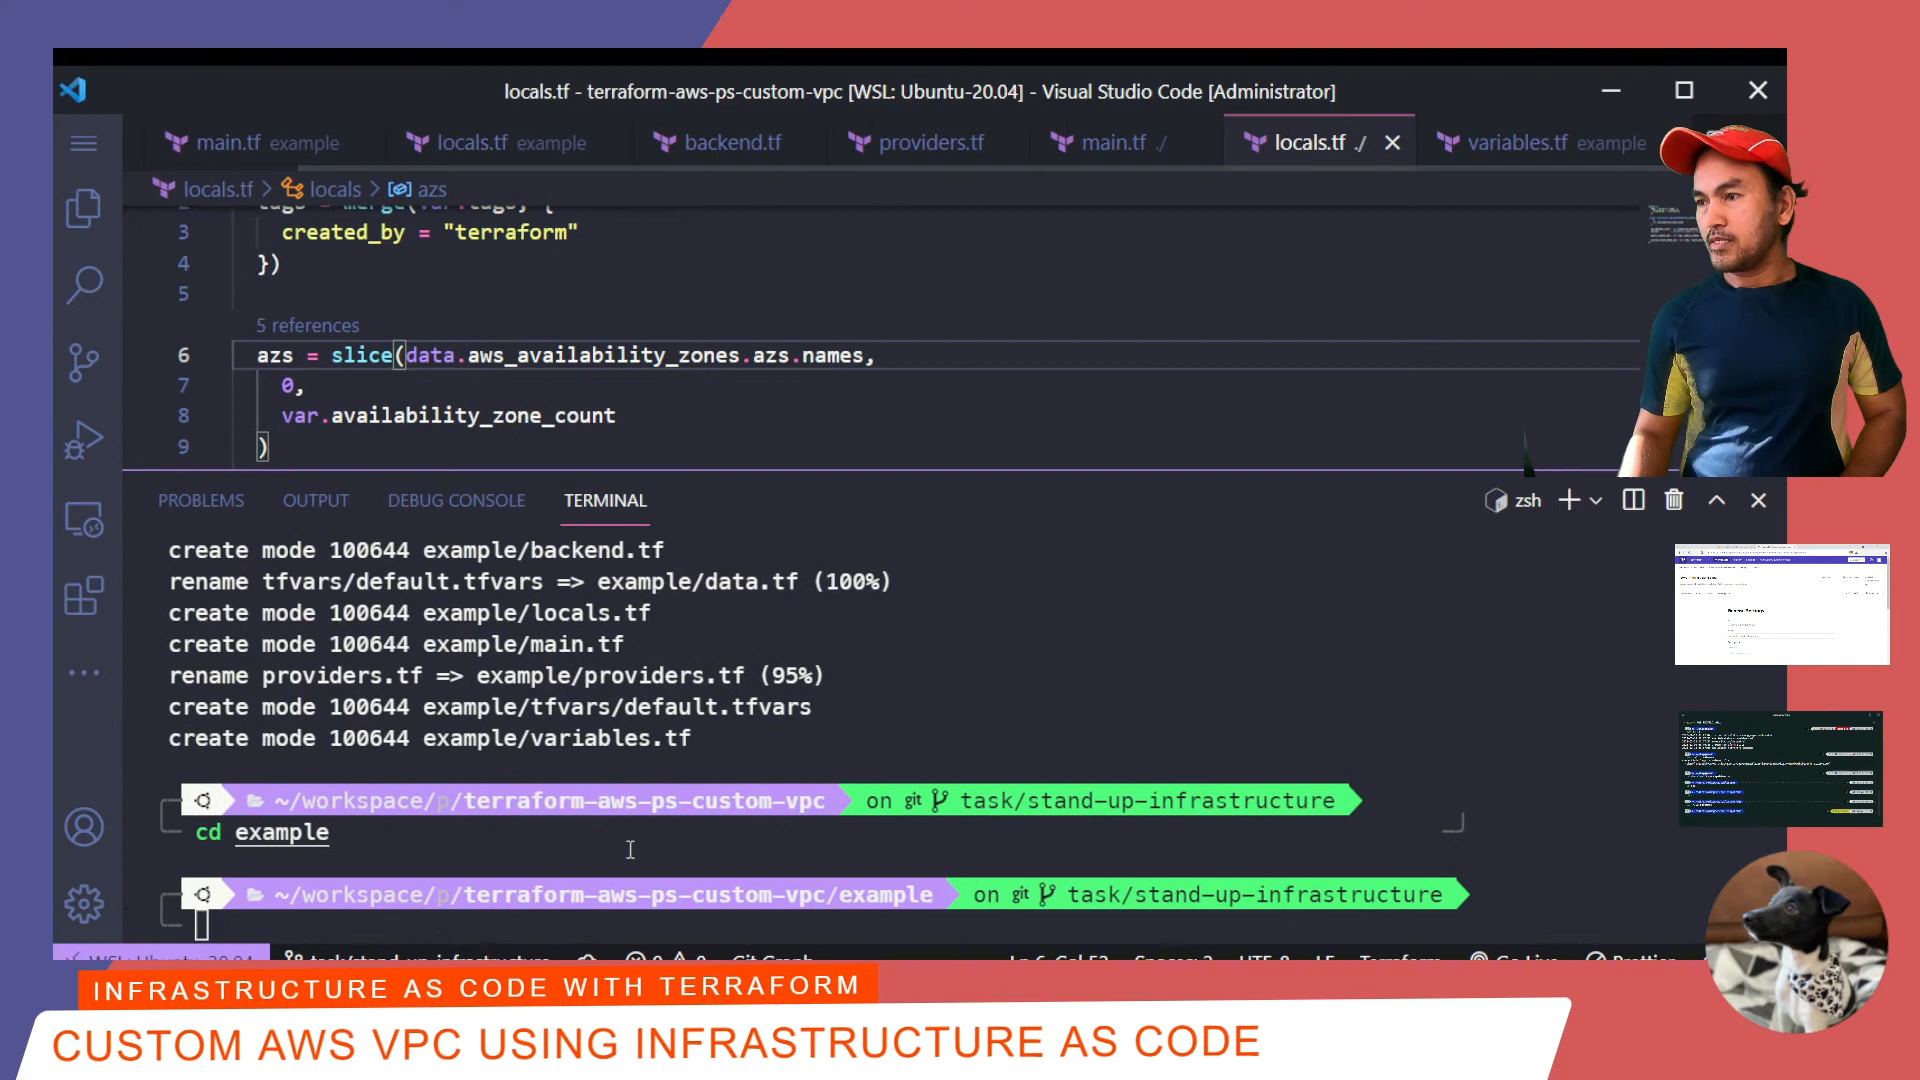 locals.tf - terraform-aws-ps-custom-vpc [WSL: Ubuntu-20.04] - Visual Studio Code [Administrator]
main.tf example
locals.tf example
backend.tf
providers.tf
main.tf ./
locals.tf ./
variables.tf example
locals.tf > locals > azs
tags = merge(var.tags, {
3 created_by = "terraform"
4 })
5
5 references
6 azs = slice(data.aws_availability_zones.azs.names,
7 0,
8 var.availability_zone_count
9 )
PROBLEMS OUTPUT DEBUG CONSOLE TERMINAL
zsh
create mode 100644 example/backend.tf
rename tfvars/default.tfvars => example/data.tf (100%)
create mode 100644 example/locals.tf
create mode 100644 example/main.tf
rename providers.tf => example/providers.tf (95%)
create mode 100644 example/tfvars/default.tfvars
create mode 100644 example/variables.tf
~/workspace/p/terraform-aws-ps-custom-vpc on git task/stand-up-infrastructure
cd example
~/workspace/p/terraform-aws-ps-custom-vpc/example on git task/stand-up-infrastructure
General Settings
INFRASTRUCTURE AS CODE WITH TERRAFORM
CUSTOM AWS VPC USING INFRASTRUCTURE AS CODE